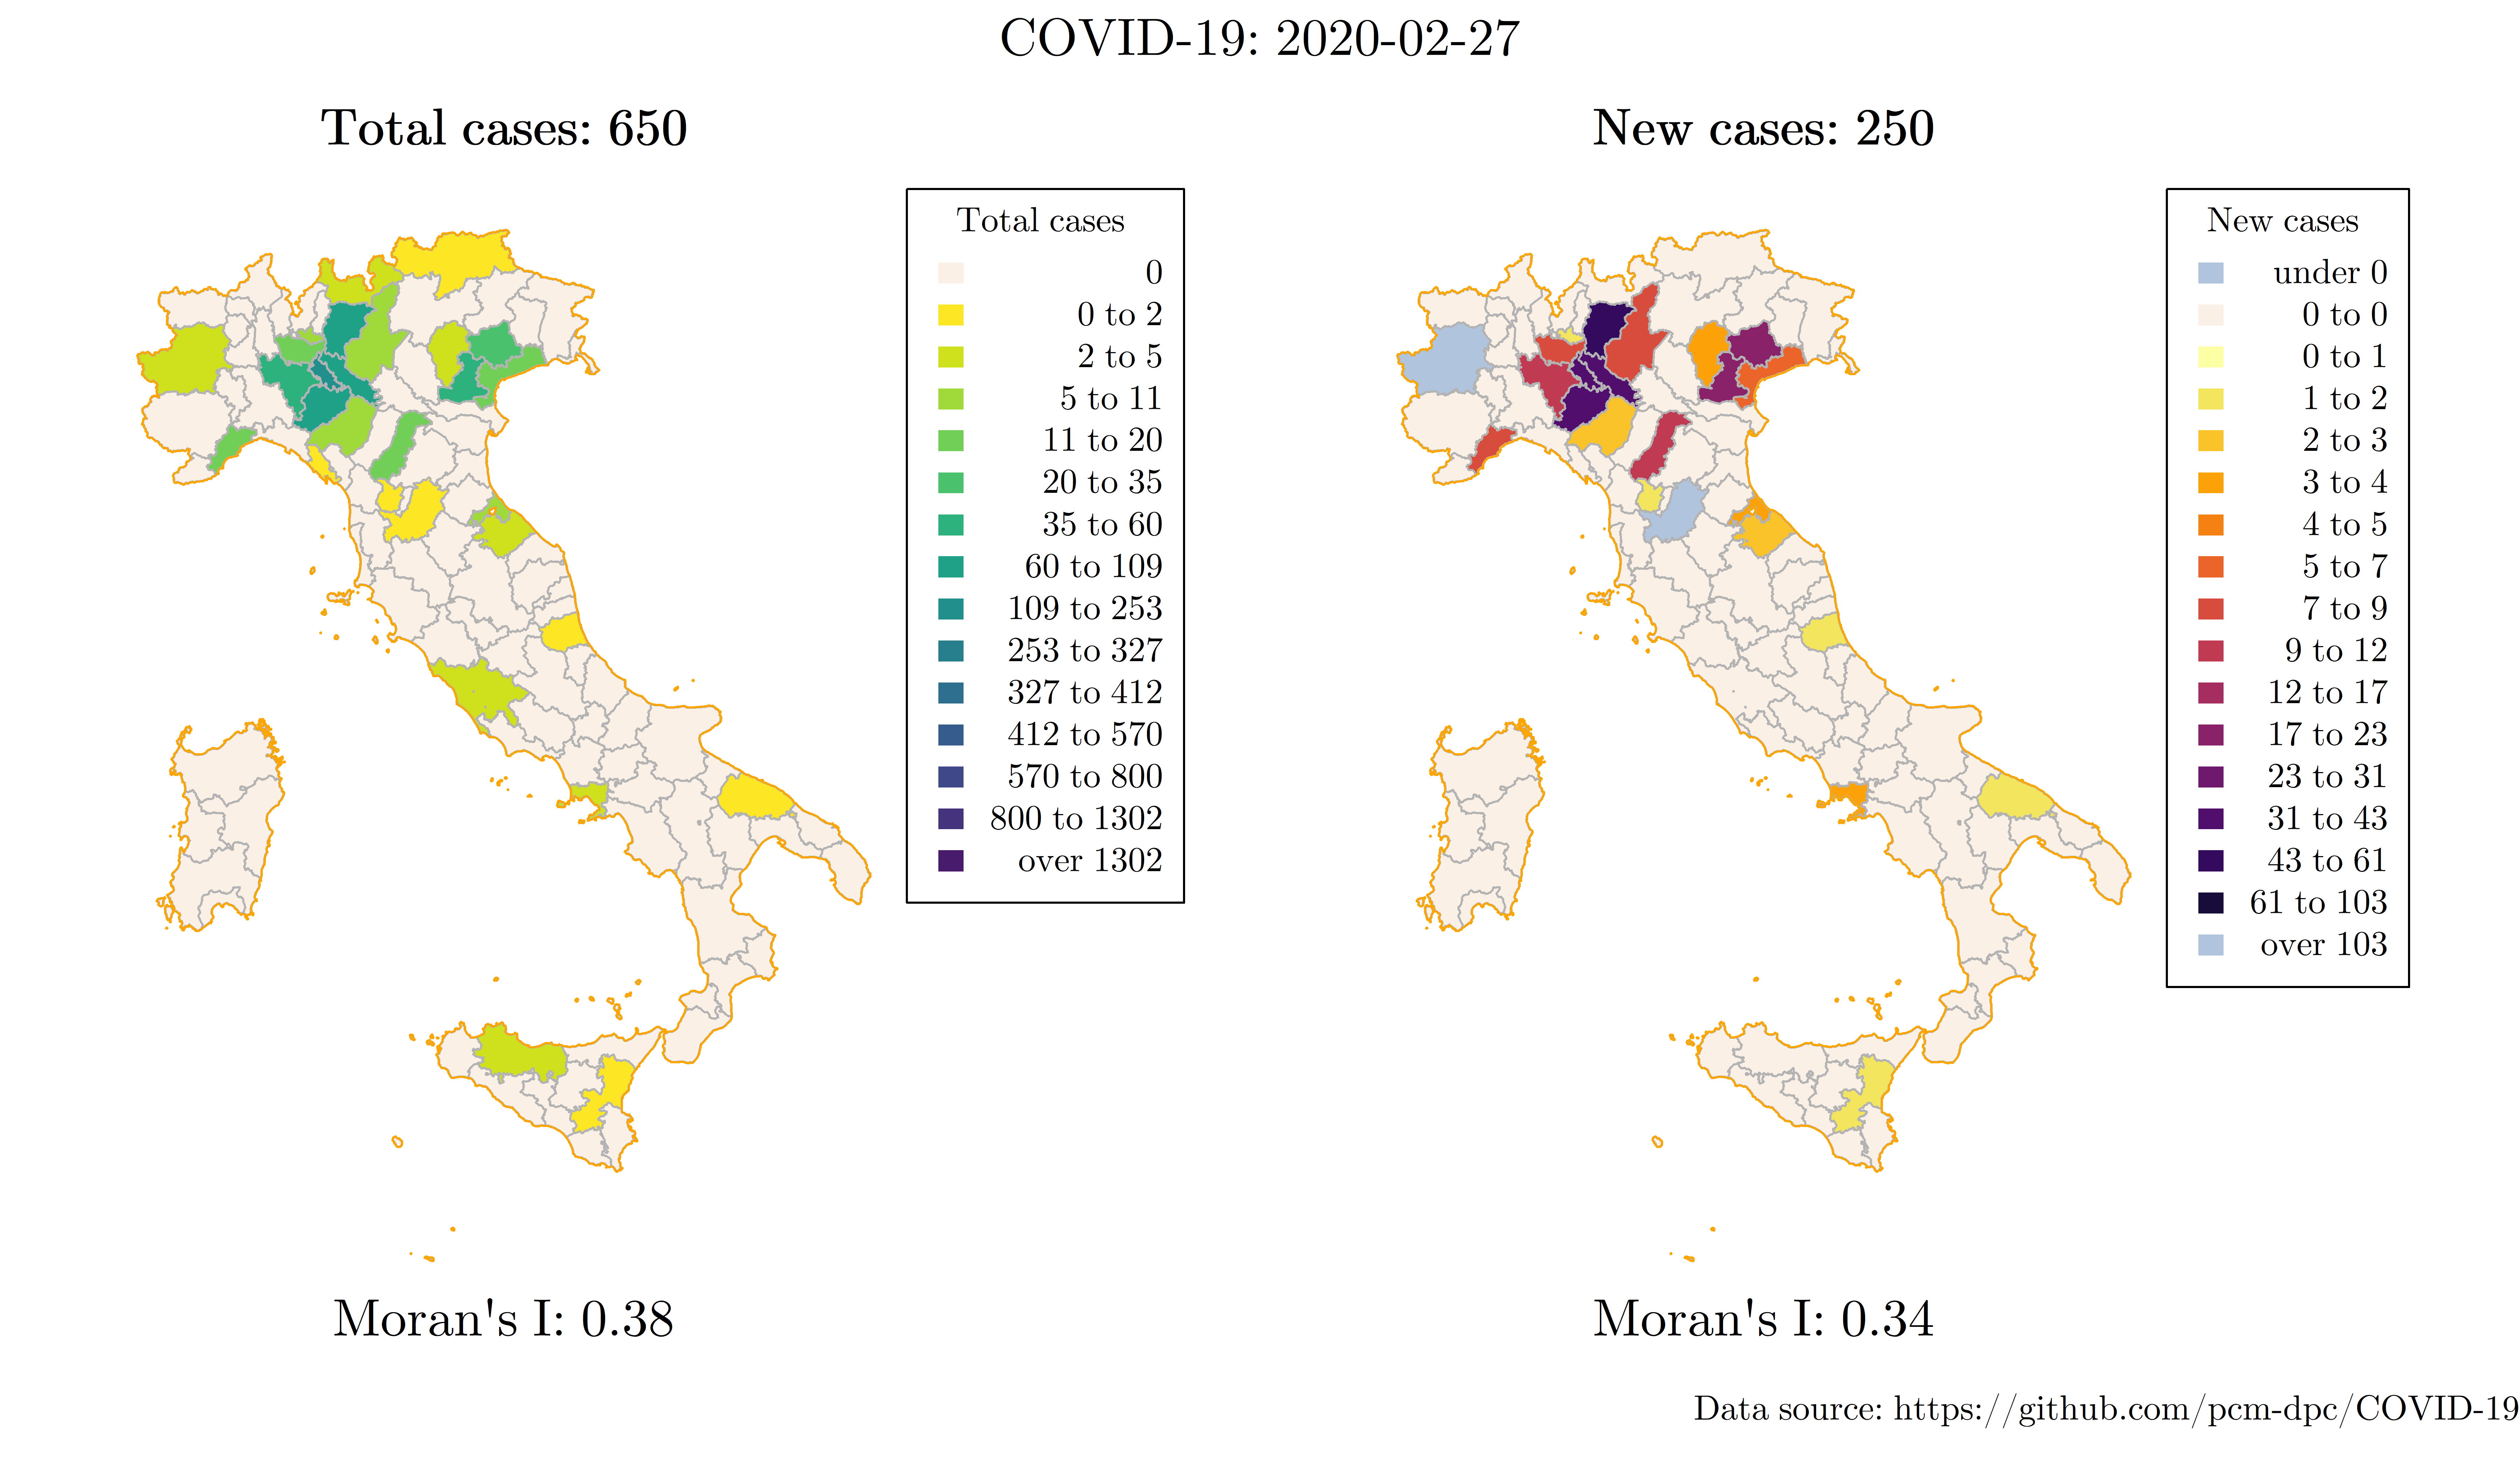 COVID-19: 2020-02-27
Total cases: 650
Total cases
0
0 to 2
2 to 5
5 to 11
11 to 20
20 to 35
35 to 60
60 to 109
109 to 253
253 to 327
327 to 412
412 to 570
570 to 800
800 to 1302
over 1302
Moran's I: 0.38
New cases: 250
New cases
under 0
0 to 0
0 to 1
1 to 2
2 to 3
3 to 4
4 to 5
5 to 7
7 to 9
9 to 12
12 to 17
17 to 23
23 to 31
31 to 43
43 to 61
61 to 103
over 103
Moran's I: 0.34
Data source: https://github.com/pcm-dpc/COVID-19